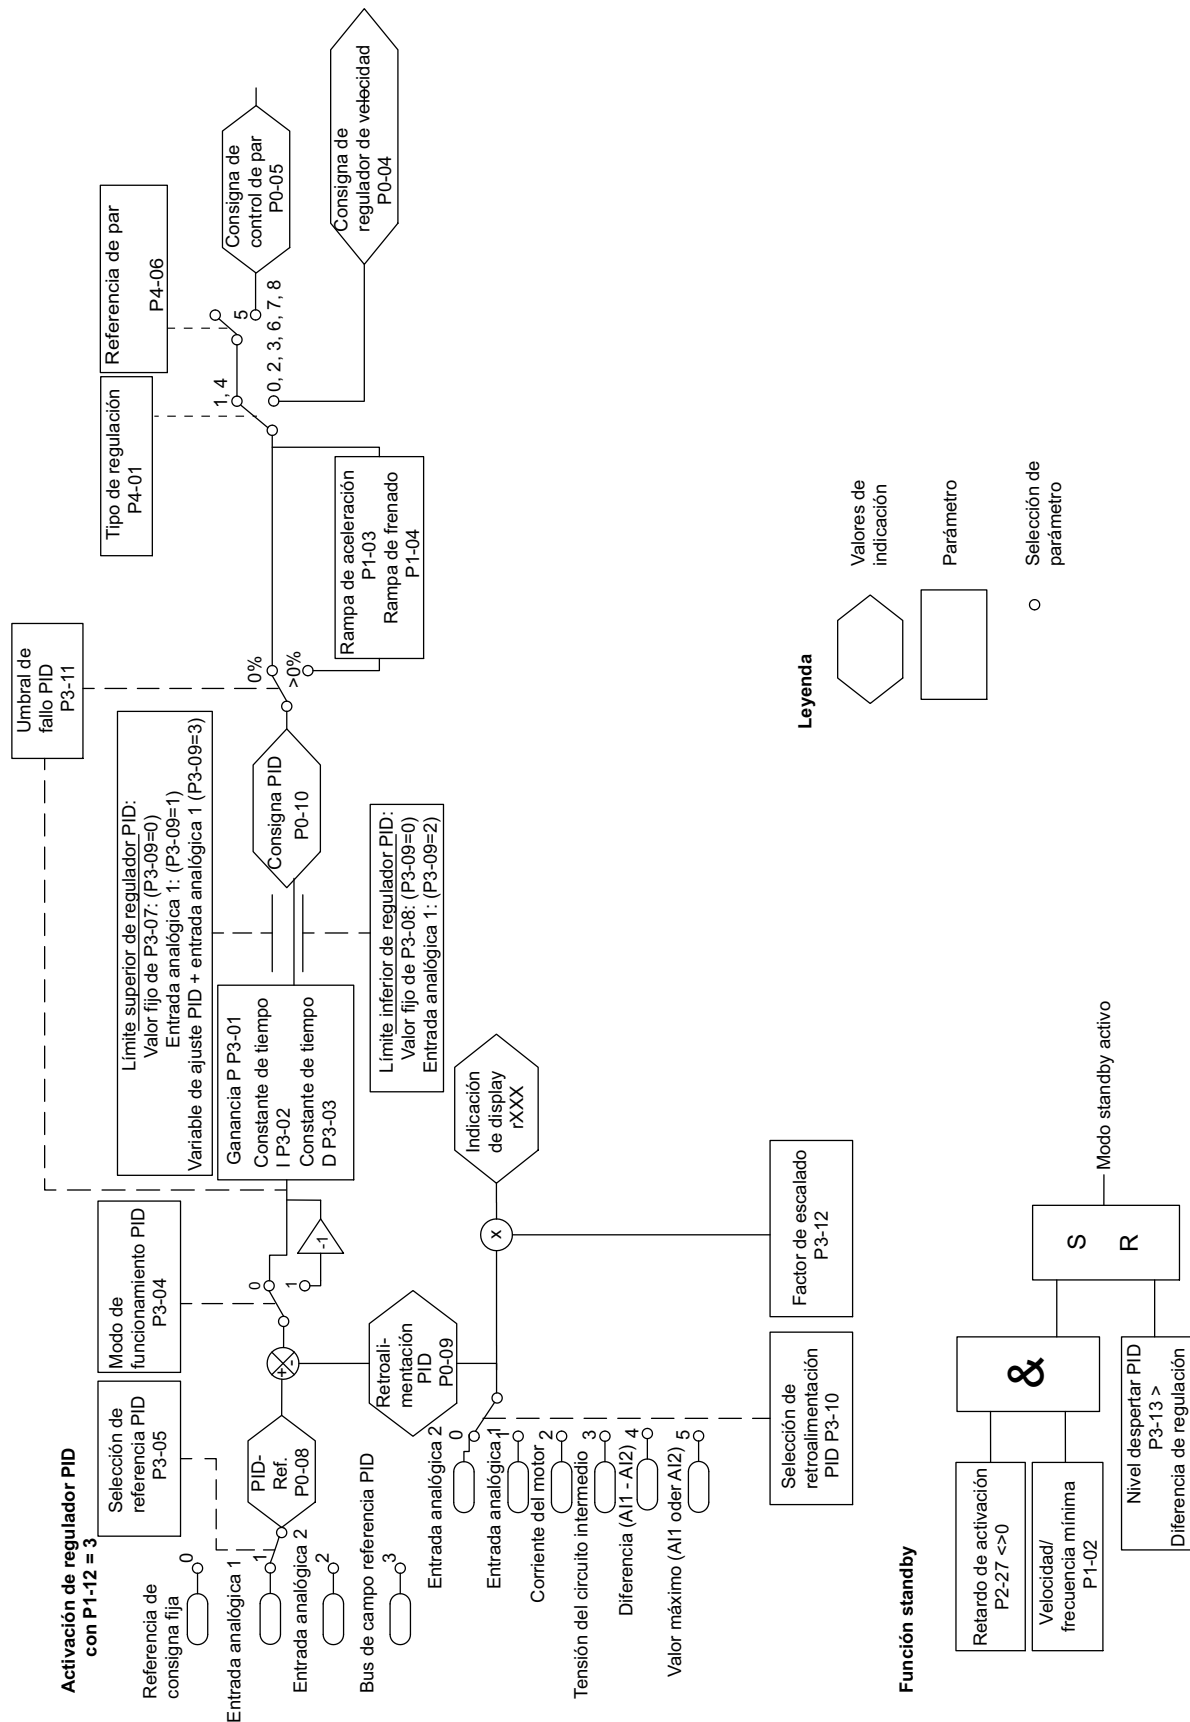 Activación de regulador PID
con P1-12 = 3
Referencia de
consigna fija
0
Entrada analógica 1
1
Entrada analógica 2
2
Bus de campo referencia PID
3
Selección de
referencia PID
P3-05
PID-
Ref.
P0-08
+
-
Modo de
funcionamiento PID
P3-04
0
1
-1
Retroali-
mentación
PID
P0-09
Entrada analógica 2
0
Entrada analógica 1
1
Corriente del motor
2
Tensión del circuito intermedio
3
Diferencia (AI1 - AI2)
4
Valor máximo (AI1 oder AI2)
5
Selección de
retroalimentación
PID P3-10
x
Factor de escalado
P3-12
Indicación
de display
rXXX
Ganancia P P3-01
Constante de tiempo
I P3-02
Constante de tiempo
D P3-03
Límite superior de regulador PID:
Valor fijo de P3-07: (P3-09=0)
Entrada analógica 1: (P3-09=1)
Variable de ajuste PID + entrada analógica 1 (P3-09=3)
Límite inferior de regulador PID:
Valor fijo de P3-08: (P3-09=0)
Entrada analógica 1: (P3-09=2)
Umbral de
fallo PID
P3-11
Consigna PID
P0-10
0%
>0%
Rampa de aceleración
P1-03
Rampa de frenado
P1-04
Tipo de regulación
P4-01
1, 4
0, 2, 3, 6, 7, 8
Referencia de par
P4-06
5
Consigna de
control de par
P0-05
Consigna de
regulador de velocidad
P0-04
Leyenda
Valores de
indicación
Parámetro
Selección de
parámetro
Función standby
Retardo de activación
P2-27 <>0
Velocidad/
frecuencia mínima
P1-02
&
Nivel despertar PID
P3-13 >
Diferencia de regulación
S
R
Modo standby activo